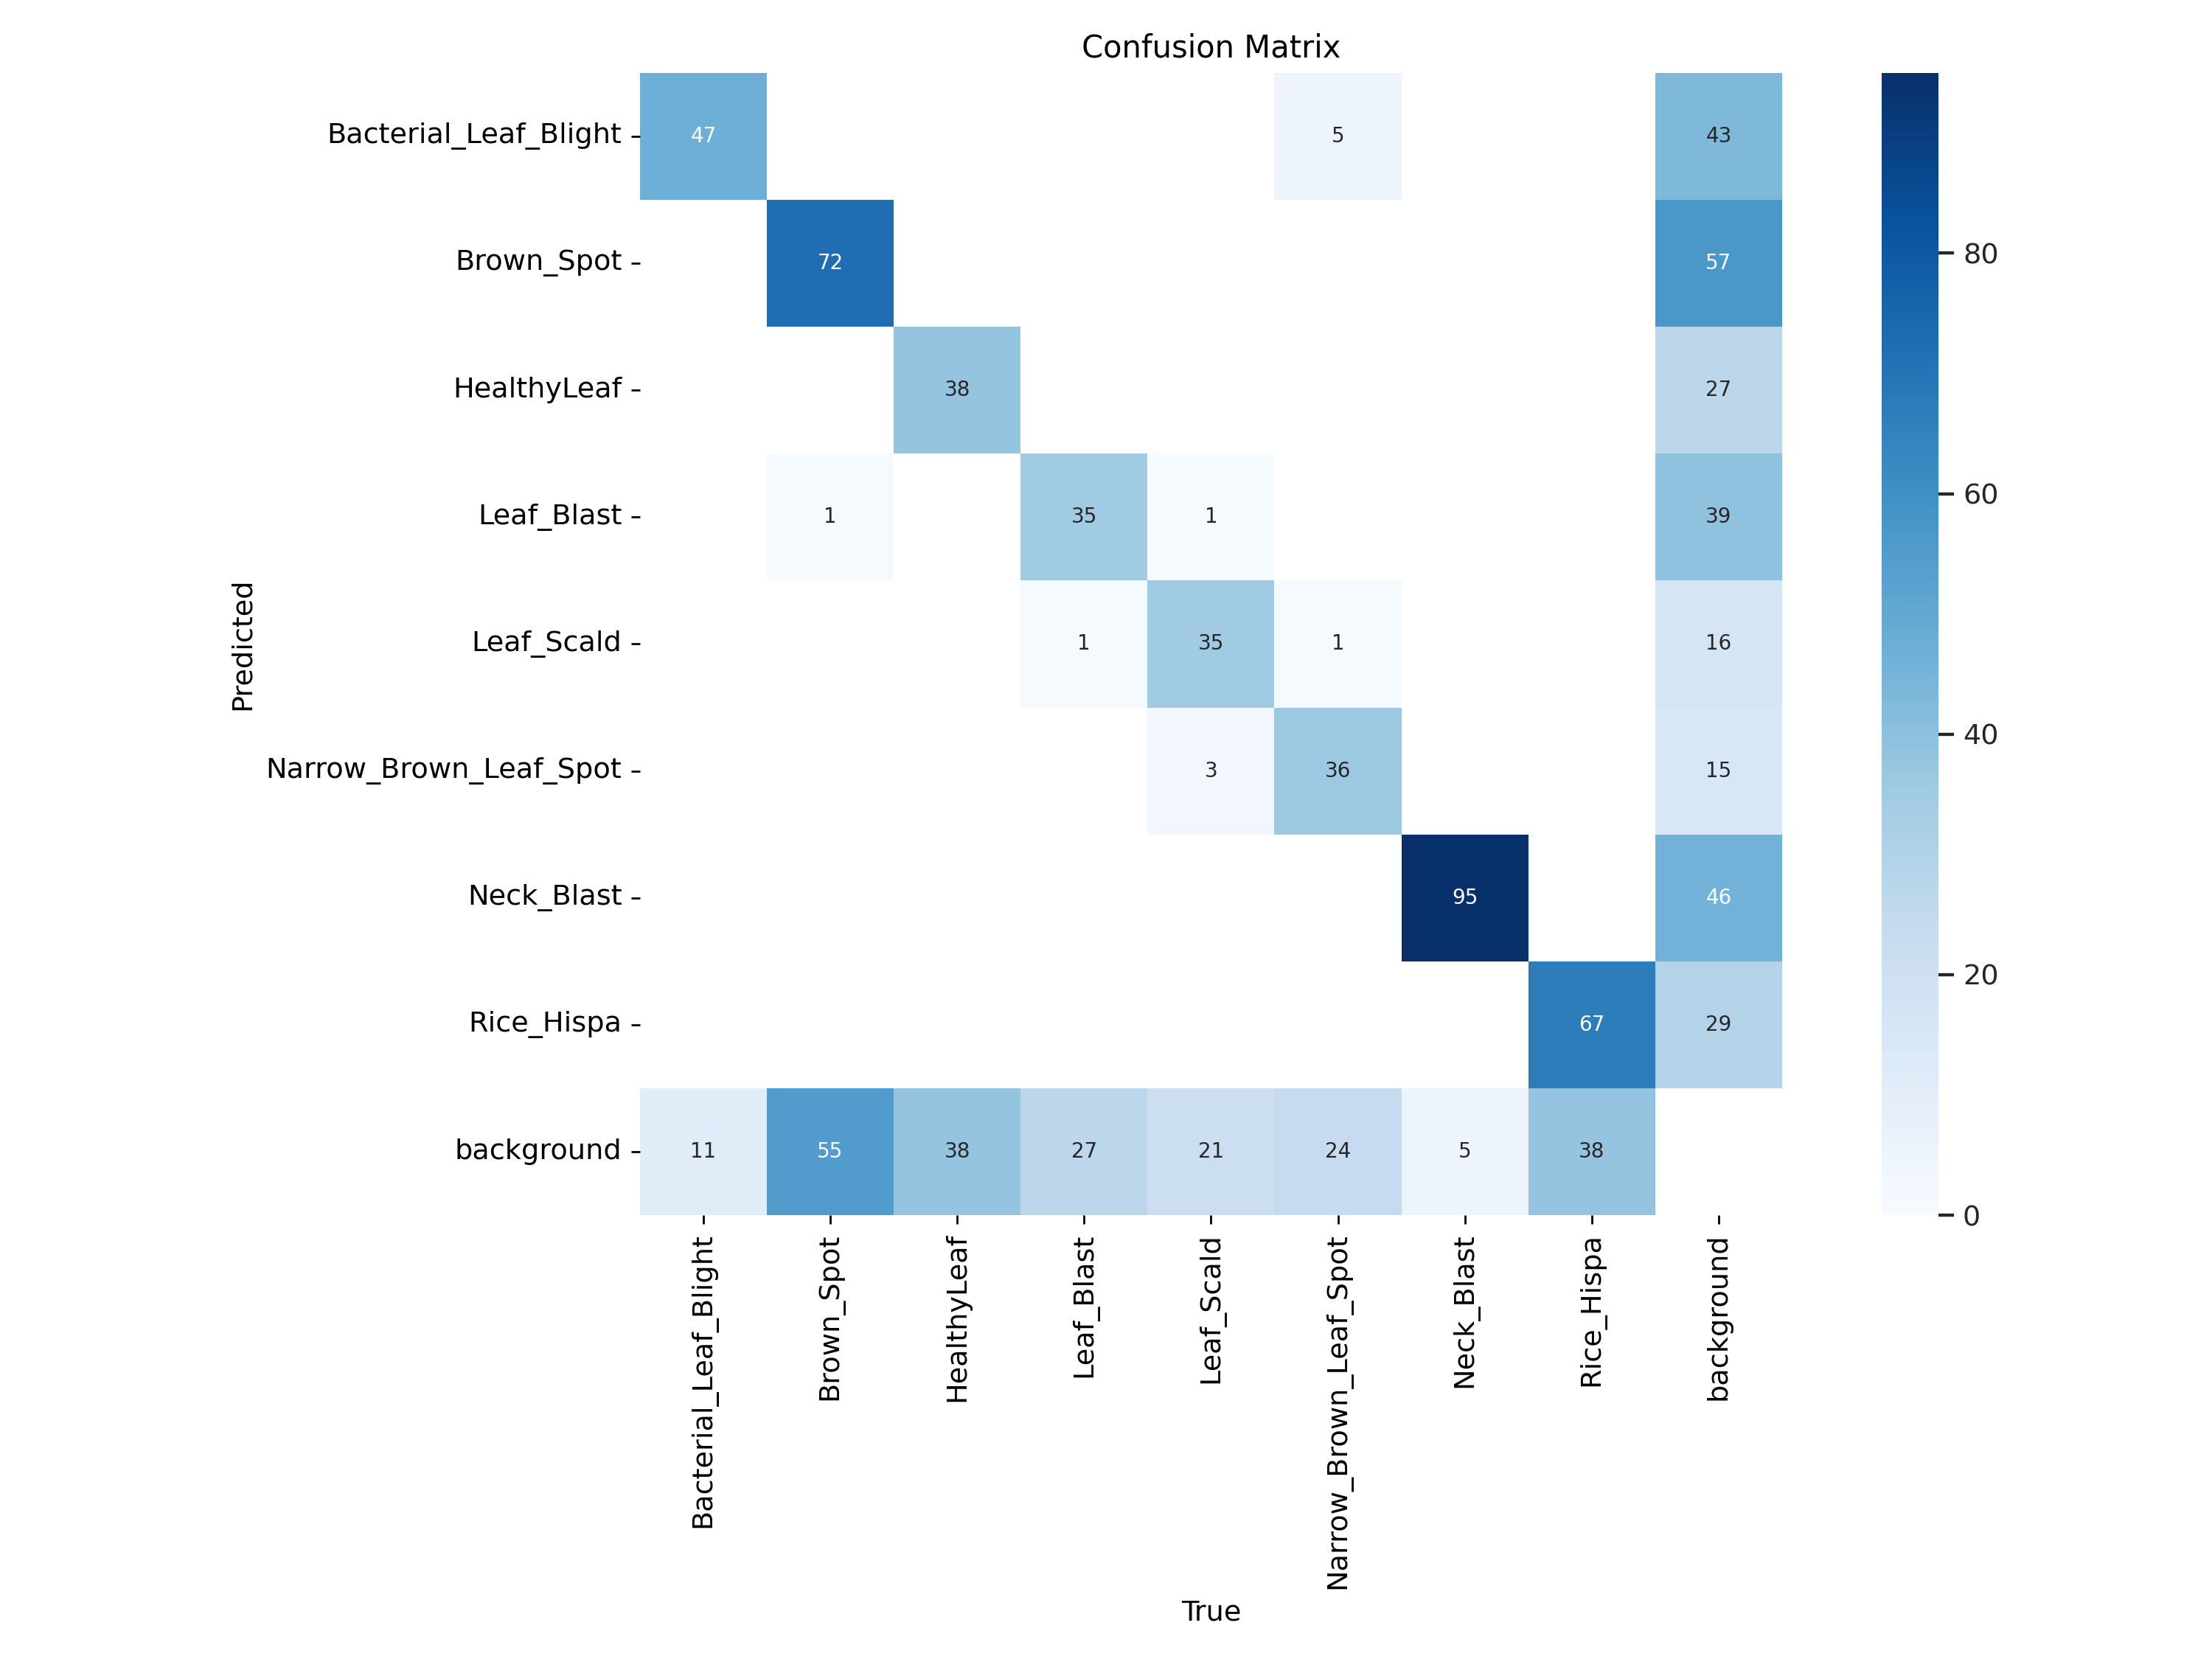 Confusion Matrix
Predicted
Bacterial_Leaf_Blight 47 5 43
Brown_Spot 72 57
HealthyLeaf 38 27
Leaf_Blast 1 35 1 39
Leaf_Scald 1 35 1 16
Narrow_Brown_Leaf_Spot 3 36 15
Neck_Blast 95 46
Rice_Hispa 67 29
background 11 55 38 27 21 24 5 38
Bacterial_Leaf_Blight
Brown_Spot
HealthyLeaf
Leaf_Blast
Leaf_Scald
Narrow_Brown_Leaf_Spot
Neck_Blast
Rice_Hispa
background
True
80
60
40
20
0